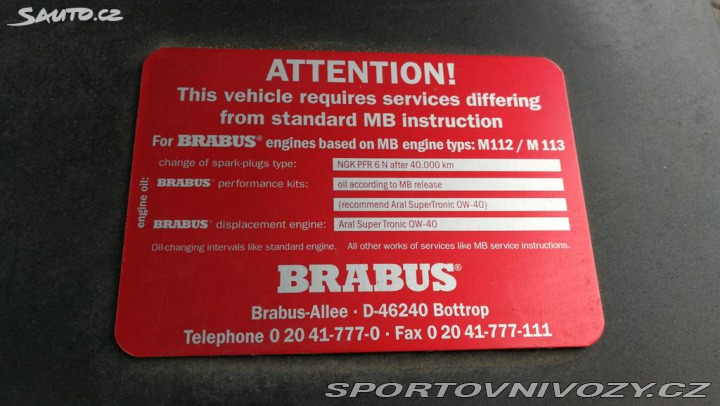 SAUTO.CZ
ATTENTION!
This vehicle requires services differing
from standard MB instruction
For BRABUS® engines based on MB engine typs: M112 / M 113
change of spark-plugs type: NGK PFR 6 N after 40.000 km
engine oil:
BRABUS® performance kits: oil according to MB release
(recommend Aral SuperTronic OW-40)
BRABUS® displacement engine: Aral SuperTronic OW-40
Oil-changing intervals like standard engine. All other works of services like MB service instructions.
BRABUS®
Brabus-Allee · D-46240 Bottrop
Telephone 0 20 41-777-0 · Fax 0 20 41-777-111
SPORTOVNIVOZY.CZ